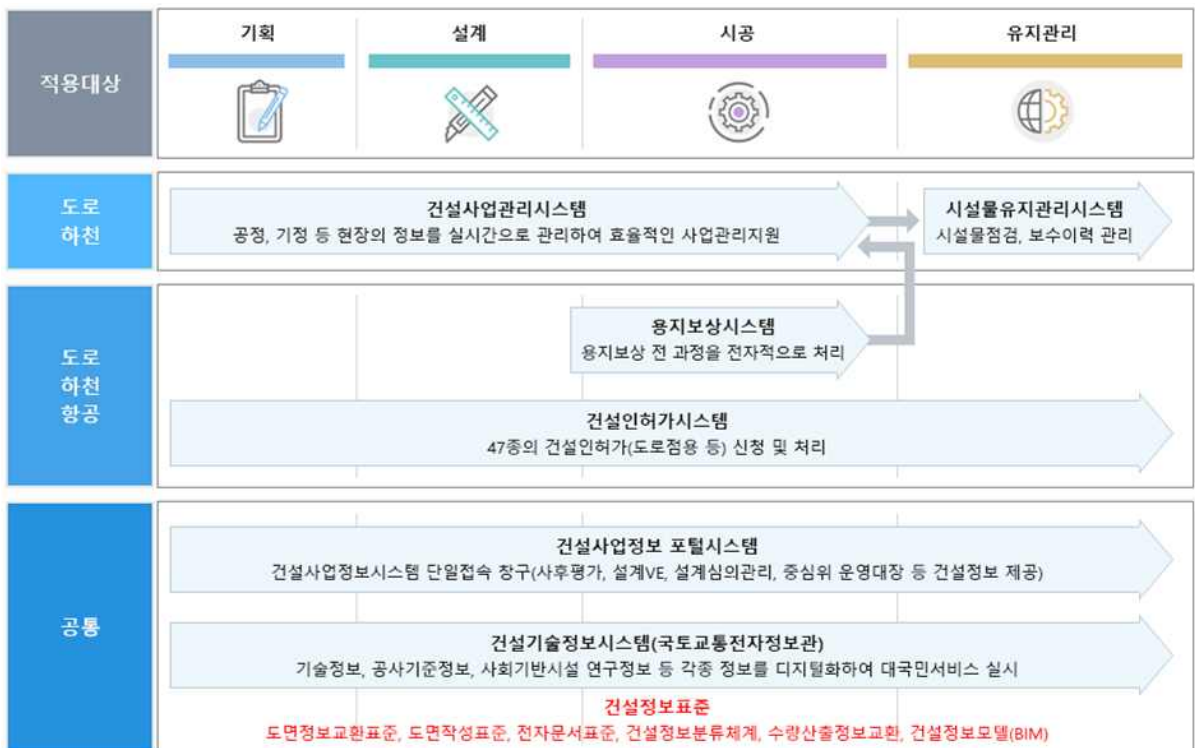 적용대상
기획
설계
시공
유지관리
도로
하천
건설사업관리시스템
공정, 기정 등 현장의 정보를 실시간으로 관리하여 효율적인 사업관리지원
시설물유지관리시스템
시설물점검, 보수이력 관리
도로
하천
항공
용지보상시스템
용지보상 전 과정을 전자적으로 처리
건설인허가시스템
47종의 건설인허가(도로점용 등) 신청 및 처리
공통
건설사업정보 포털시스템
건설사업정보시스템 단일접속 창구(사후평가, 설계VE, 설계심의관리, 중심위 운영대장 등 건설정보 제공)
건설기술정보시스템(국토교통전자정보관)
기술정보, 공사기준정보, 사회기반시설 연구정보 등 각종 정보를 디지털화하여 대국민서비스 실시
건설정보표준
도면정보교환표준, 도면작성표준, 전자문서표준, 건설정보분류체계, 수량산출정보교환, 건설정보모델(BIM)